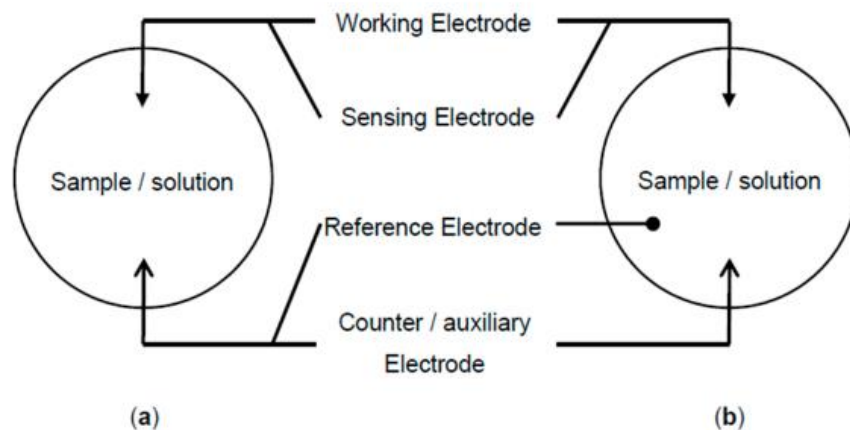 Working Electrode
Sensing Electrode
Sample / solution
Sample / solution
Reference Electrode
Counter / auxiliary
Electrode
(a)
(b)